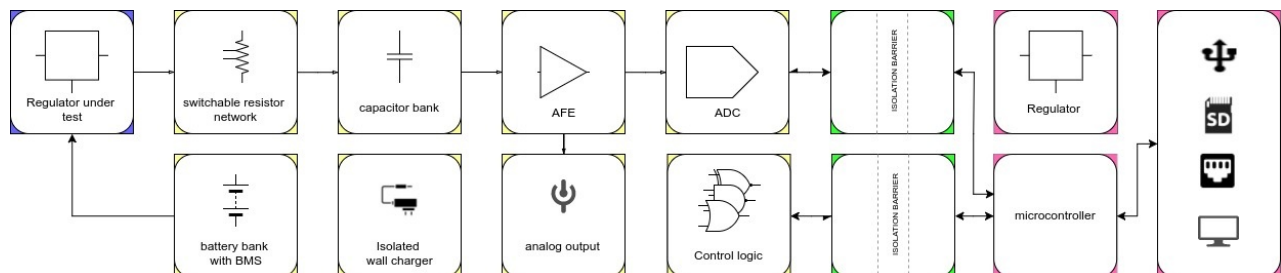 Regulator under
test
switchable resistor
network
capacitor bank
AFE
ADC
ISOLATION BARRIER
Regulator
SD
battery bank
with BMS
Isolated
wall charger
analog output
Control logic
ISOLATION BARRIER
microcontroller